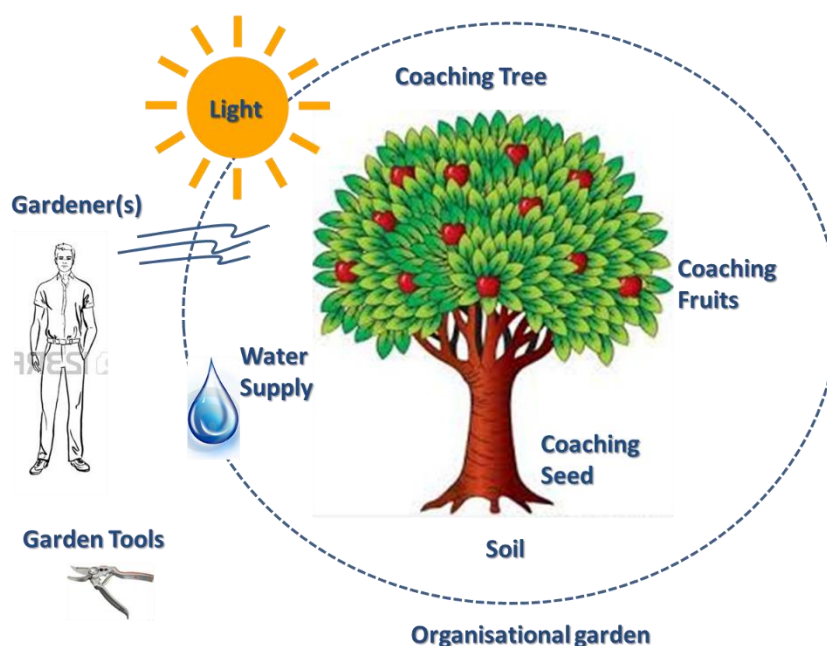 Coaching Tree
Light
Gardener(s)
Coaching
Fruits
Water
Supply
Coaching
Seed
Garden Tools
Soil
Organisational garden